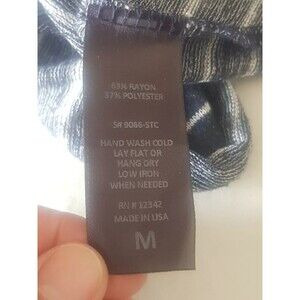 63% RAYON
37% POLYESTER
S# 9066-STC
HAND WASH COLD
LAY FLAT OR
HANG DRY
LOW IRON
WHEN NEEDED
RN # 12342
MADE IN USA
M